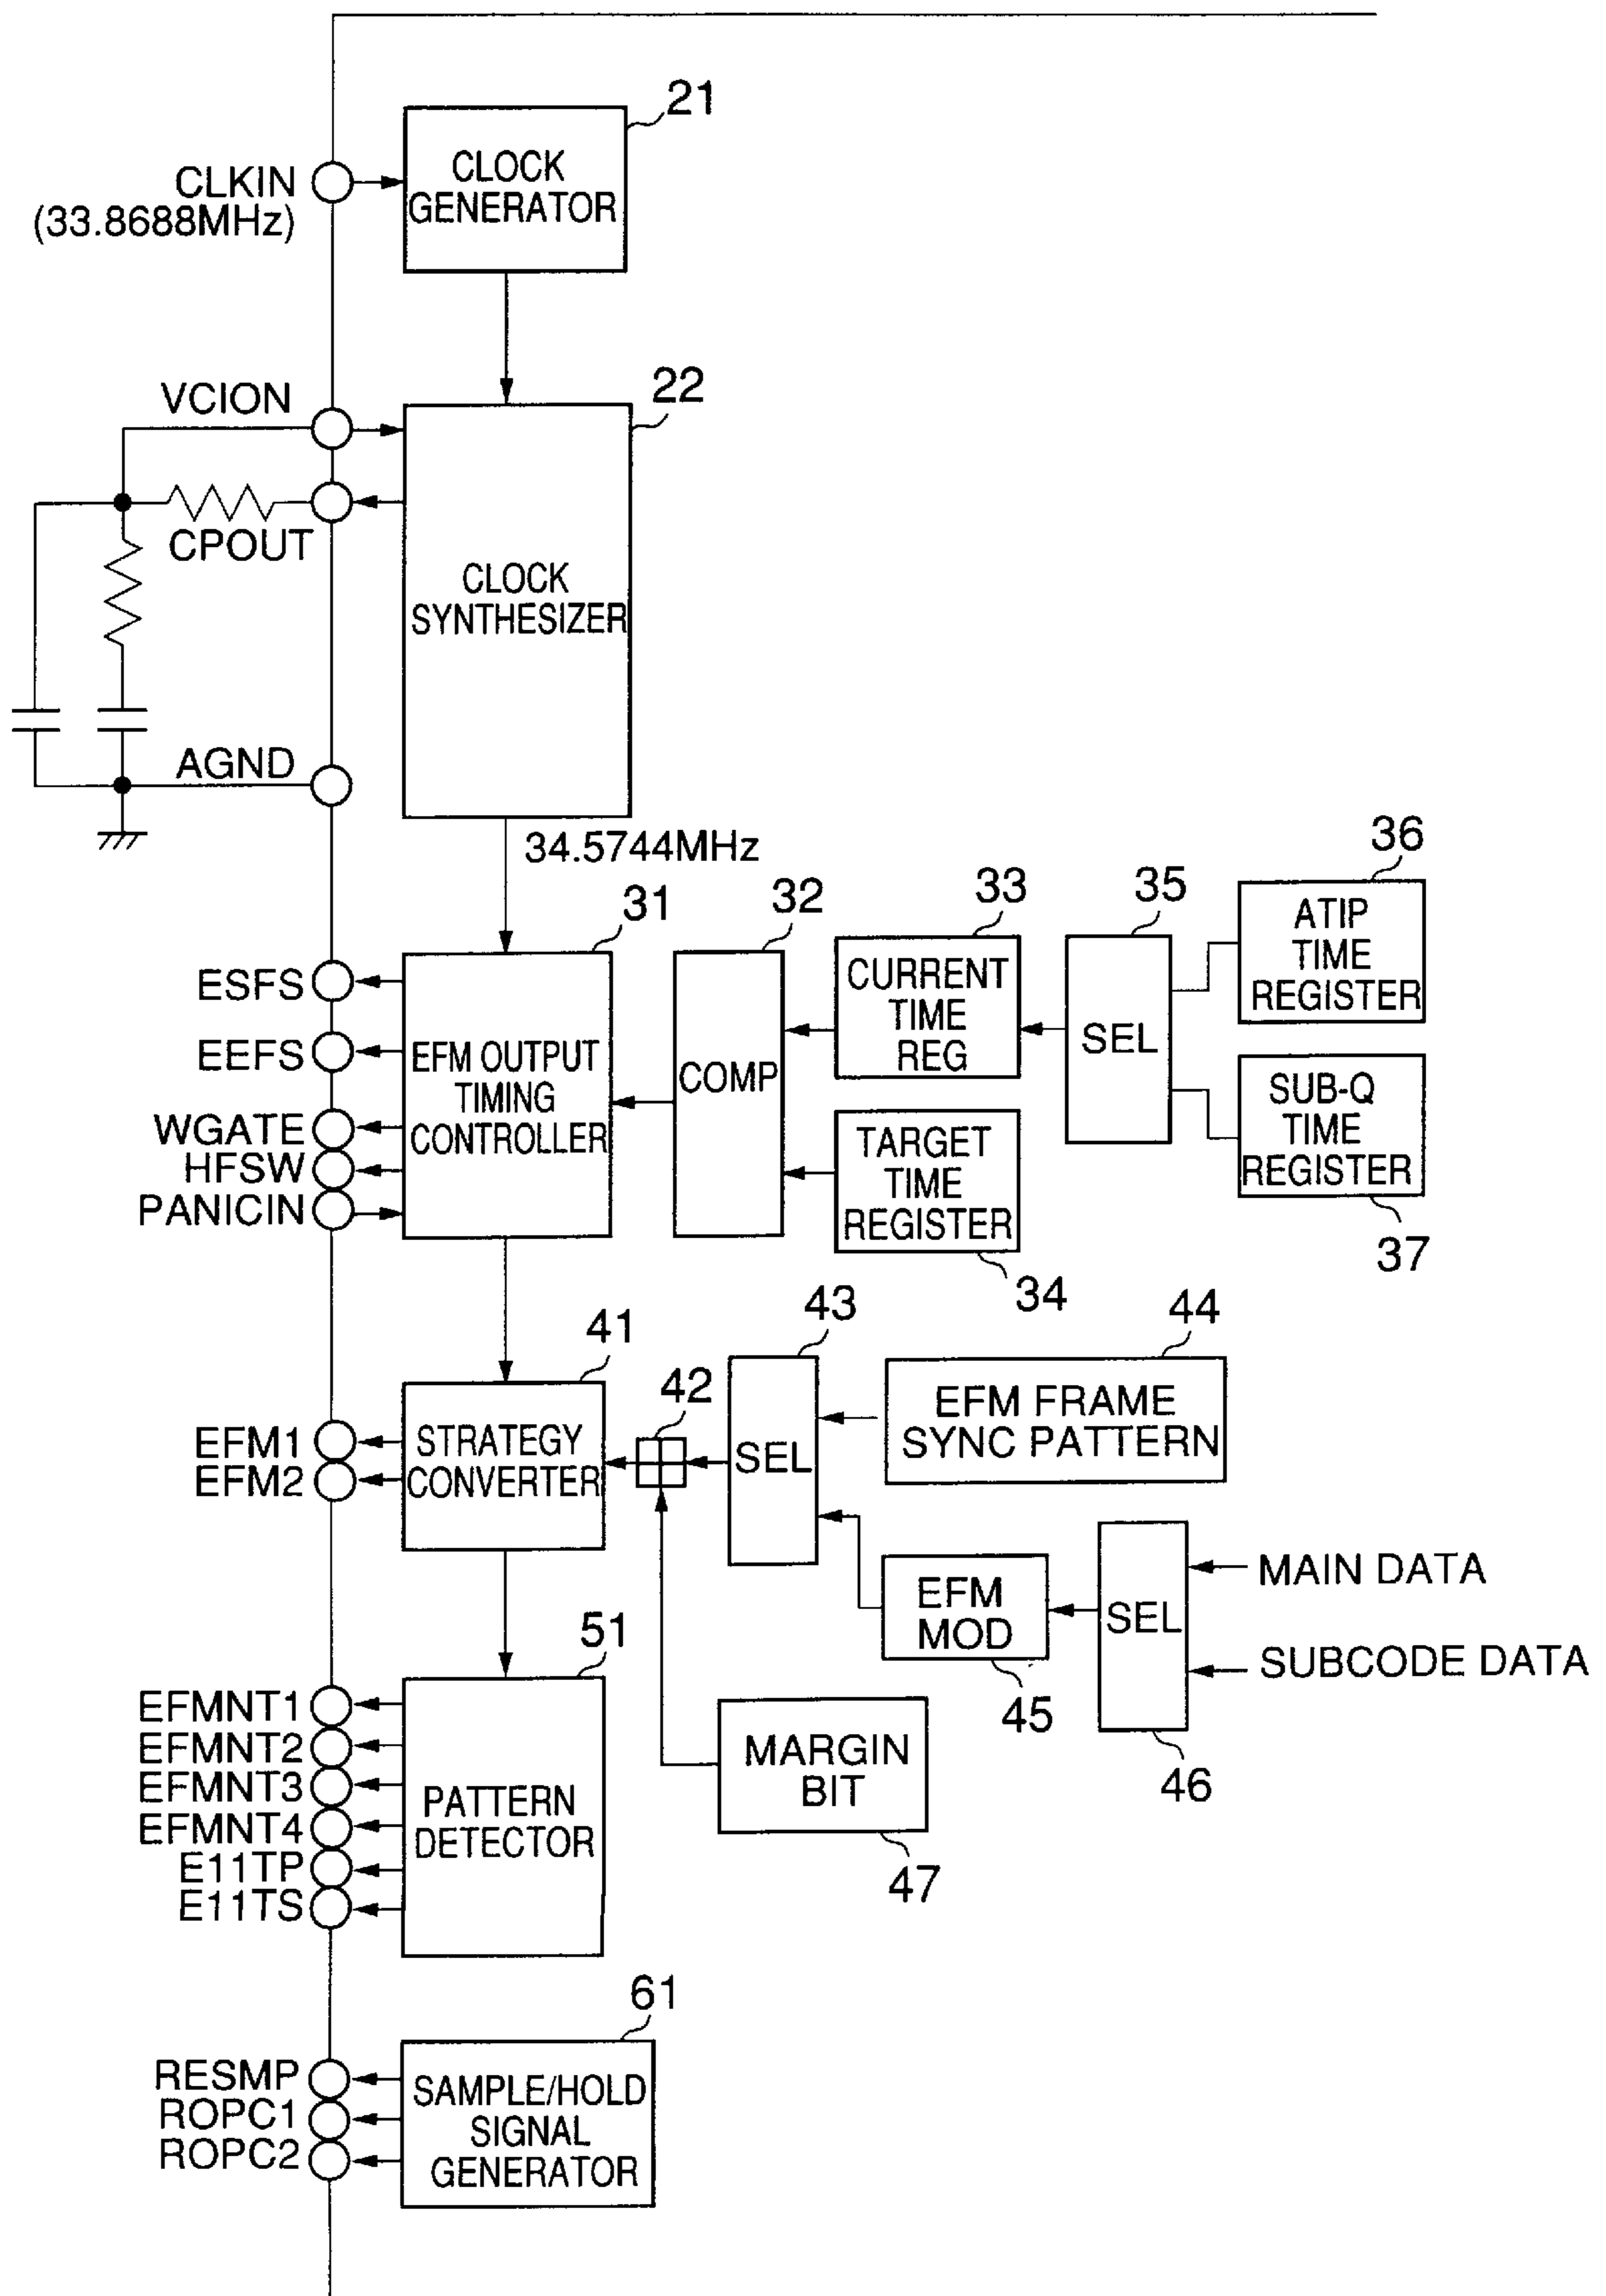 21
CLOCK
GENERATOR
CLKIN
(33.8688MHz)
22
VCION
CPOUT
CLOCK
SYNTHESIZER
AGND
34.5744MHz
31
32
33
35
36
ATIP
TIME
REGISTER
ESFS
EEFS
WGATE
HFSW
PANICIN
EFM OUTPUT
TIMING
CONTROLLER
COMP
CURRENT
TIME
REG
SEL
SUB-Q
TIME
REGISTER
TARGET
TIME
REGISTER
37
34
43
44
41
42
EFM1
EFM2
STRATEGY
CONVERTER
SEL
EFM FRAME
SYNC PATTERN
EFM
MOD
SEL
MAIN DATA
SUBCODE DATA
51
45
46
EFMNT1
EFMNT2
EFMNT3
EFMNT4
E11TP
E11TS
PATTERN
DETECTOR
MARGIN
BIT
47
61
RESMP
ROPC1
ROPC2
SAMPLE/HOLD
SIGNAL
GENERATOR